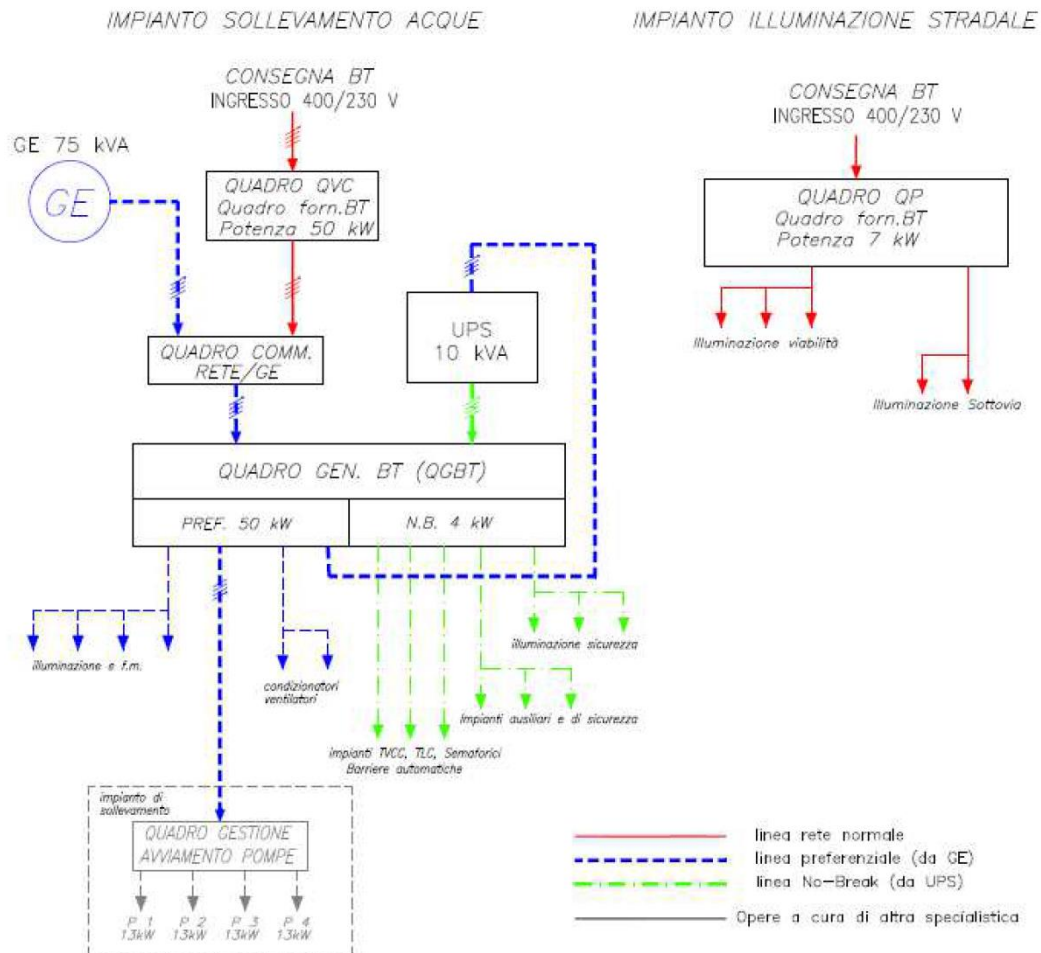 IMPIANTO SOLLEVAMENTO ACQUE
IMPIANTO ILLUMINAZIONE STRADALE
CONSEGNA BT
INGRESSO 400/230 V
GE 75 kVA
GE
QUADRO QVC
Quadro forn.BT
Potenza 50 kW
QUADRO COMM.
RETE/GE
UPS
10 kVA
QUADRO GEN. BT (QGBT)
PREF. 50 kW
N.B. 4 kW
illuminazione e f.m.
condizionatori
ventilatori
illuminazione sicurezza
Impianti ausiliari e di sicurezza
impianti TVCC, TLC, Semaforici
Barriere automatiche
impianto di
sollevamento
QUADRO GESTIONE
AVVIAMENTO POMPE
P 1 P 2 P 3 P 4
13kW 13kW 13kW 13kW
CONSEGNA BT
INGRESSO 400/230 V
QUADRO QP
Quadro forn.BT
Potenza 7 kW
Illuminazione viabilità
Illuminazione Sottovia
linea rete normale
linea preferenziale (da GE)
linea No-Break (da UPS)
Opere a cura di altra specialistica